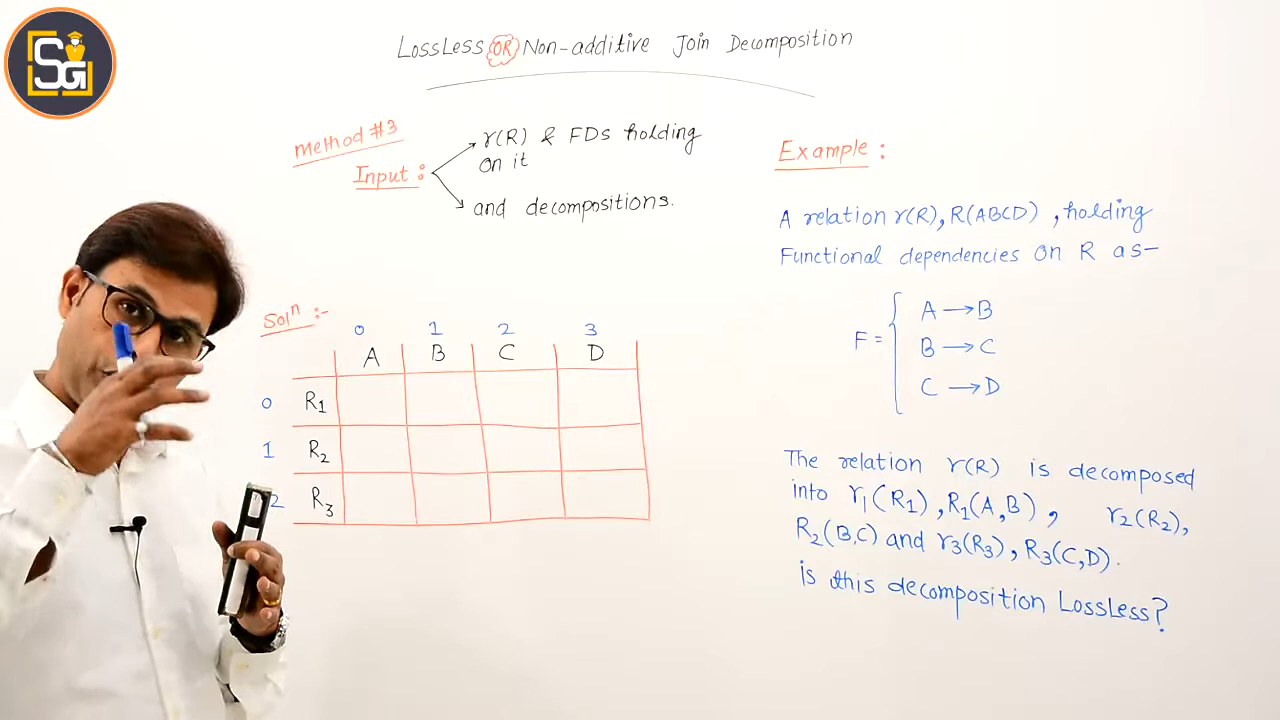 SG
LossLess OR Non-additive Join Decomposition
method #3
Input :
r(R) & FDs holding
on it
and decompositions.
Solⁿ :-
0 1 2 3
A B C D
0 R₁
1 R₂
2 R₃
Example :
A relation r(R), R(ABCD) , holding
Functional dependencies on R as-
F = {
A → B
B → C
C → D
The relation r(R) is decomposed
into r₁(R₁), R₁(A,B) , r₂(R₂),
R₂(B,C) and r₃(R₃), R₃(C,D).
is this decomposition LossLess?